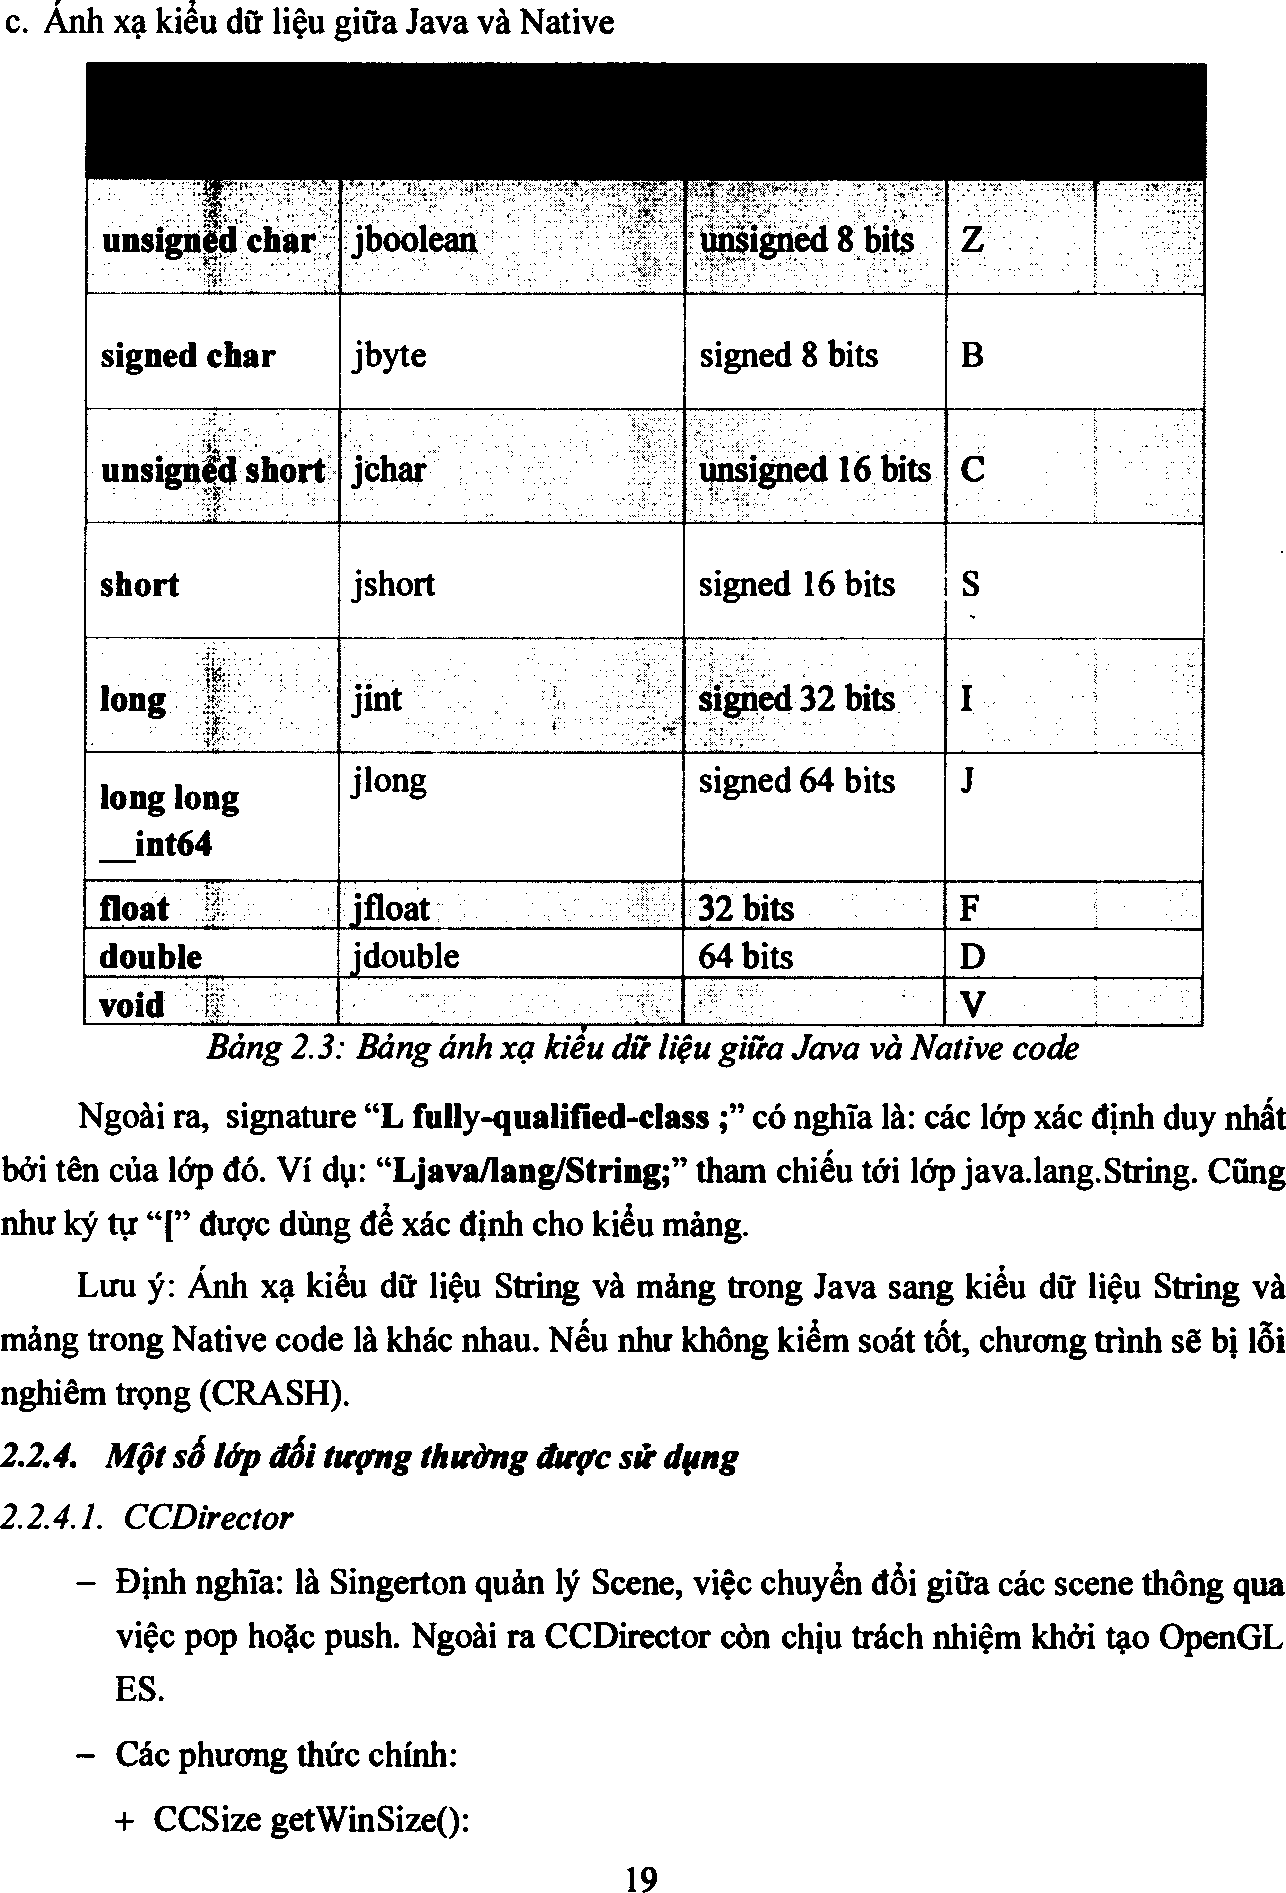 c. Ánh xạ kiểu dữ liệu giữa Java và Native
unsigned char jboolean unsigned 8 bits Z
signed char jbyte signed 8 bits B
unsigned short jchar unsigned 16 bits C
short jshort signed 16 bits S
long jint signed 32 bits I
long long jlong signed 64 bits J
__int64
float jfloat 32 bits F
double jdouble 64 bits D
void V
Bảng 2.3: Bảng ánh xạ kiểu dữ liệu giữa Java và Native code
Ngoài ra, signature “L fully-qualified-class ;” có nghĩa là: các lớp xác định duy nhất
bởi tên của lớp đó. Ví dụ: “Ljava/lang/String;” tham chiếu tới lớp java.lang.String. Cũng
như ký tự “[” được dùng để xác định cho kiểu mảng.
Lưu ý: Ánh xạ kiểu dữ liệu String và mảng trong Java sang kiểu dữ liệu String và
mảng trong Native code là khác nhau. Nếu như không kiểm soát tốt, chương trình sẽ bị lỗi
nghiêm trọng (CRASH).
2.2.4. Một số lớp đối tượng thường được sử dụng
2.2.4.1. CCDirector
– Định nghĩa: là Singerton quản lý Scene, việc chuyển đổi giữa các scene thông qua
việc pop hoặc push. Ngoài ra CCDirector còn chịu trách nhiệm khởi tạo OpenGL
ES.
– Các phương thức chính:
+ CCSize getWinSize():
19